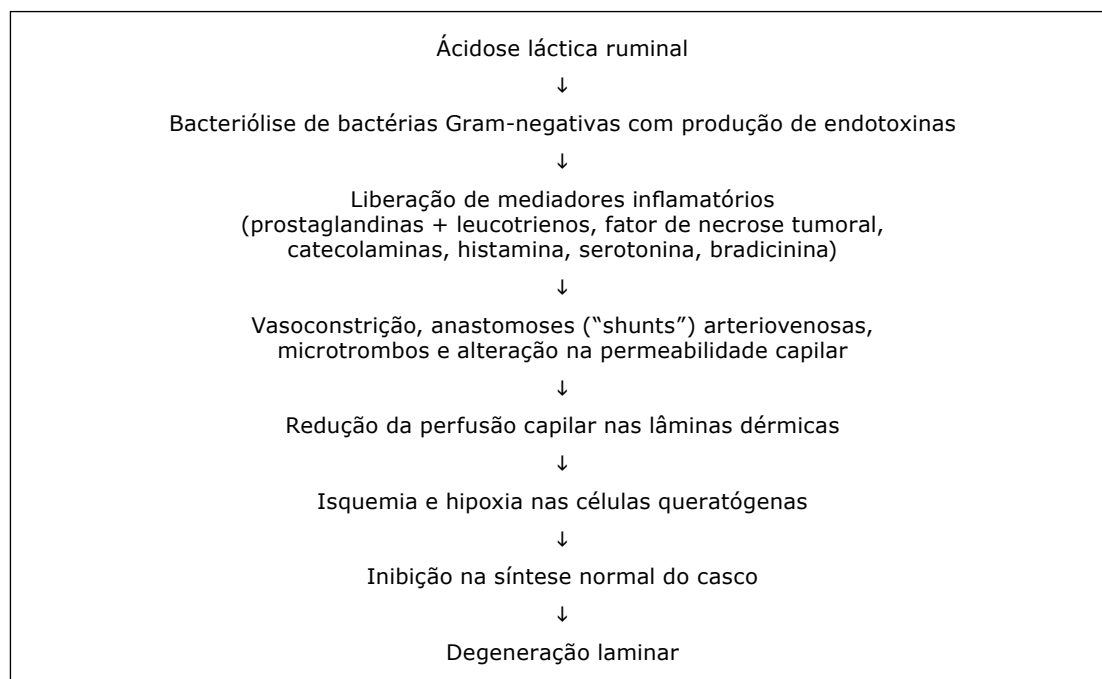 Ácidose láctica ruminal
↓
Bacteriólise de bactérias Gram-negativas com produção de endotoxinas
↓
Liberação de mediadores inflamatórios
(prostaglandinas + leucotrienos, fator de necrose tumoral,
catecolaminas, histamina, serotonina, bradicinina)
↓
Vasoconstrição, anastomoses (“shunts”) arteriovenosas,
microtrombos e alteração na permeabilidade capilar
↓
Redução da perfusão capilar nas lâminas dérmicas
↓
Isquemia e hipoxia nas células queratógenas
↓
Inibição na síntese normal do casco
↓
Degeneração laminar